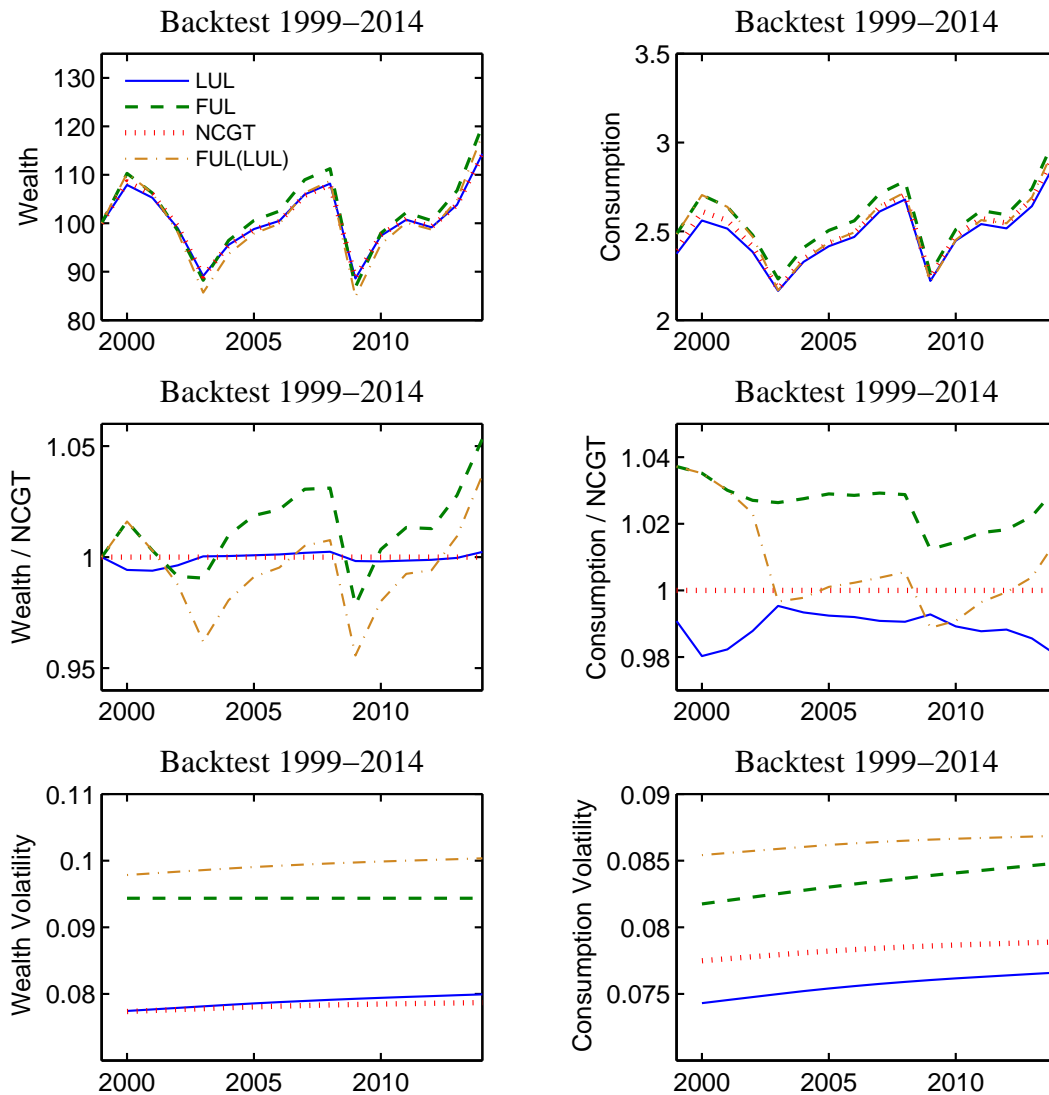 Backtest 1999−2014
Wealth
130
120
110
100
90
80
LUL
FUL
NCGT
FUL(LUL)
2000 2005 2010
Backtest 1999−2014
Consumption
3.5
3
2.5
2
2000 2005 2010
Backtest 1999−2014
Wealth / NCGT
1.05
1
0.95
2000 2005 2010
Backtest 1999−2014
Consumption / NCGT
1.04
1.02
1
0.98
2000 2005 2010
Backtest 1999−2014
Wealth Volatility
0.11
0.1
0.09
0.08
2000 2005 2010
Backtest 1999−2014
Consumption Volatility
0.09
0.085
0.08
0.075
2000 2005 2010